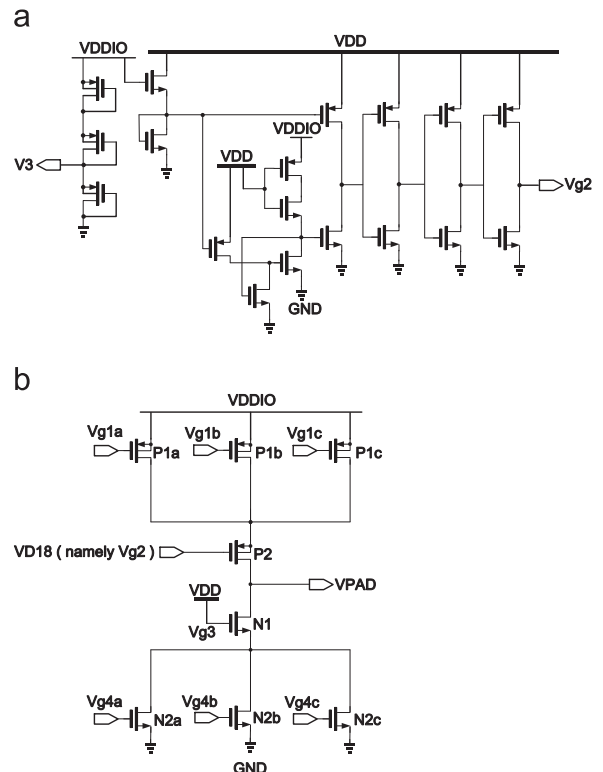 a
VDDIO
VDD
V3
VDDIO
VDD
Vg2
GND
b
VDDIO
Vg1a
Vg1b
Vg1c
P1a
P1b
P1c
VD18 ( namely Vg2 )
P2
VDD
VPAD
Vg3
N1
Vg4a
Vg4b
Vg4c
N2a
N2b
N2c
GND